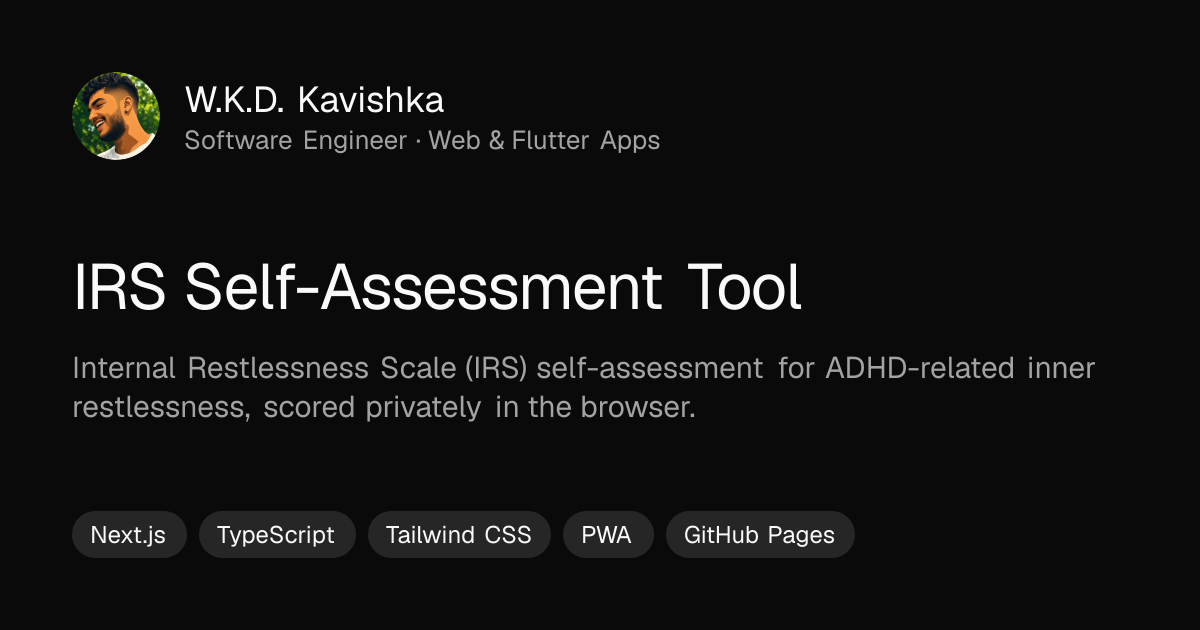 W.K.D. Kavishka
Software Engineer · Web & Flutter Apps
IRS Self-Assessment Tool
Internal Restlessness Scale (IRS) self-assessment for ADHD-related inner
restlessness, scored privately in the browser.
Next.js TypeScript Tailwind CSS PWA GitHub Pages